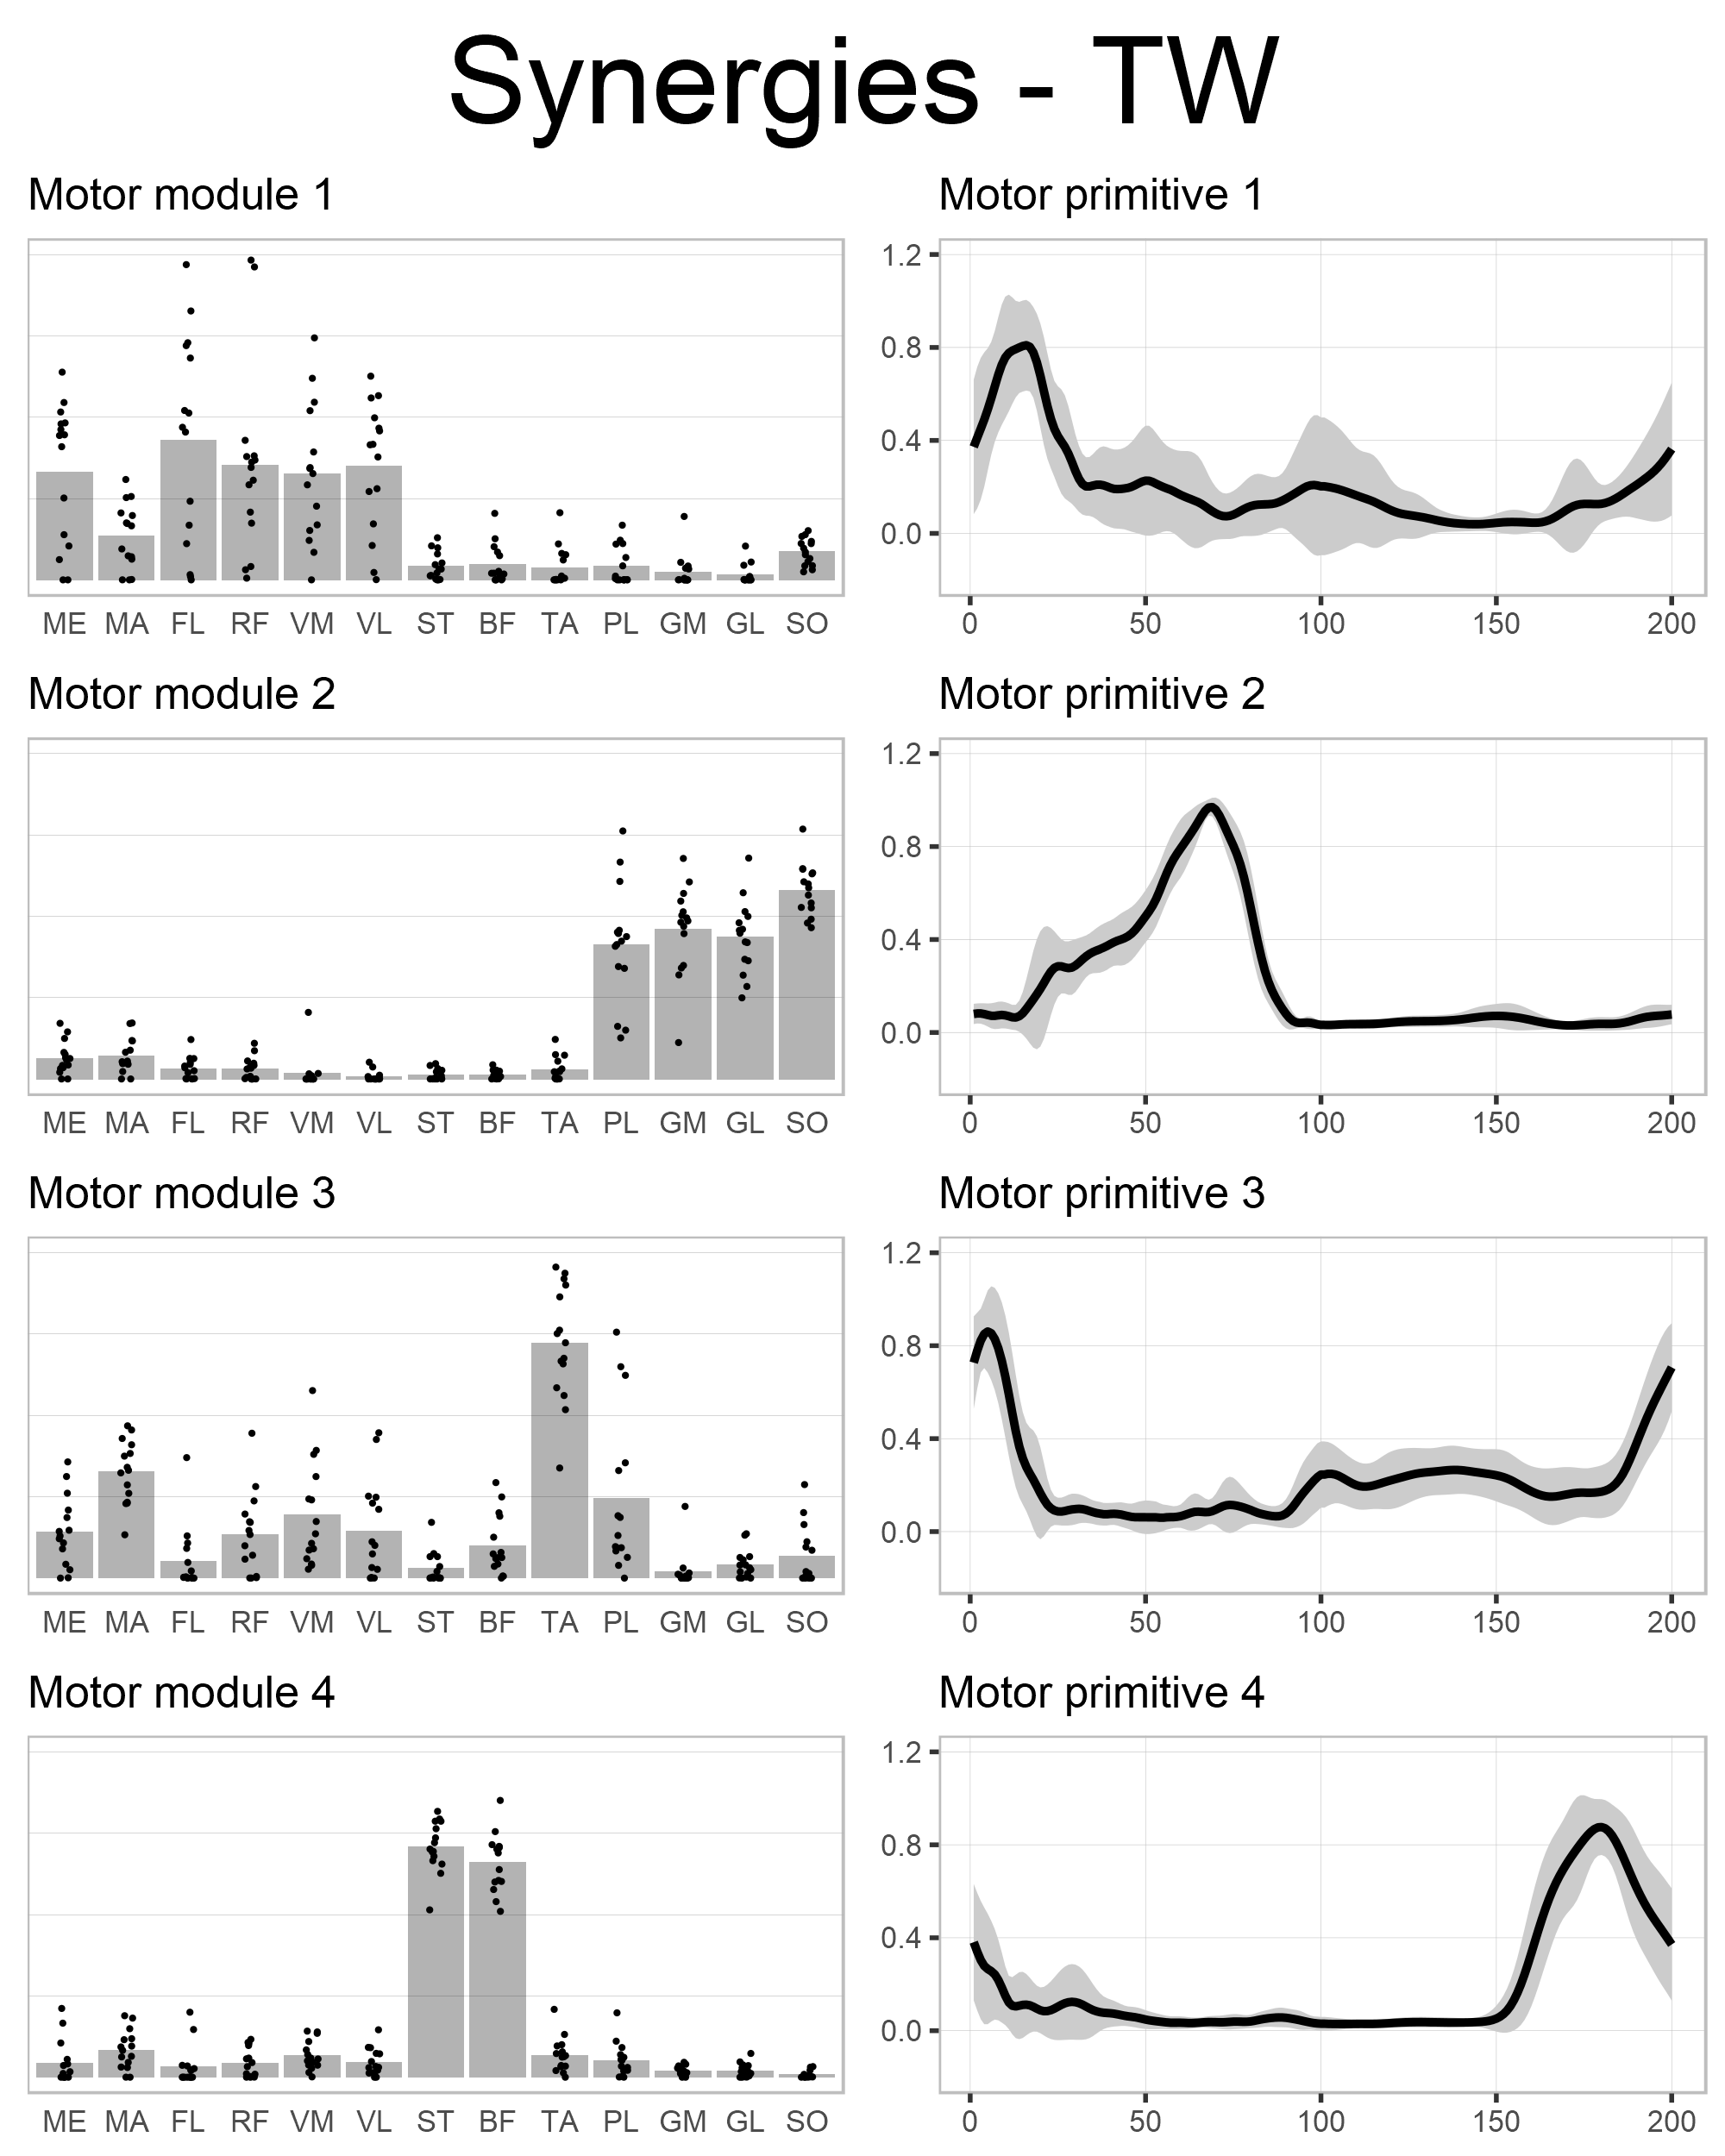 Synergies - TW
Motor module 1
Motor primitive 1
1.2
0.8
0.4
0.0
ME MA FL RF VM VL ST BF TA PL GM GL SO
0 50 100 150 200
Motor module 2
Motor primitive 2
1.2
0.8
0.4
0.0
ME MA FL RF VM VL ST BF TA PL GM GL SO
0 50 100 150 200
Motor module 3
Motor primitive 3
1.2
0.8
0.4
0.0
ME MA FL RF VM VL ST BF TA PL GM GL SO
0 50 100 150 200
Motor module 4
Motor primitive 4
1.2
0.8
0.4
0.0
ME MA FL RF VM VL ST BF TA PL GM GL SO
0 50 100 150 200